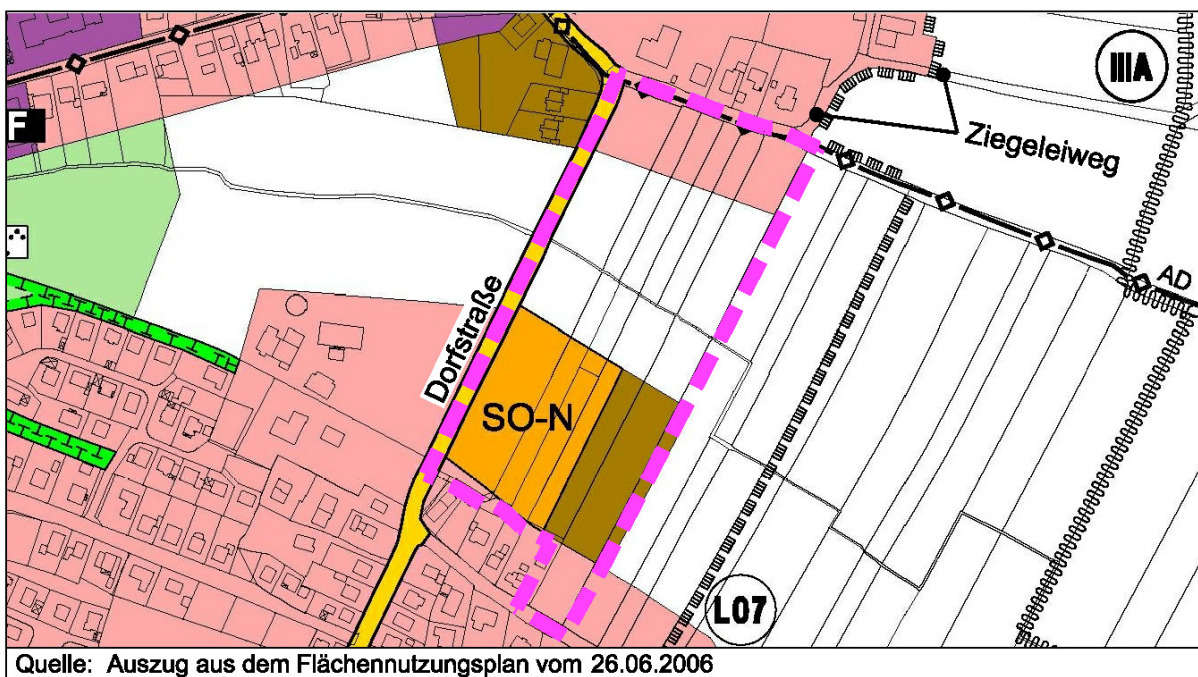 IIIA
F
Ziegeleiweg
AD
Dorfstraße
SO-N
L07
Quelle: Auszug aus dem Flächennutzungsplan vom 26.06.2006